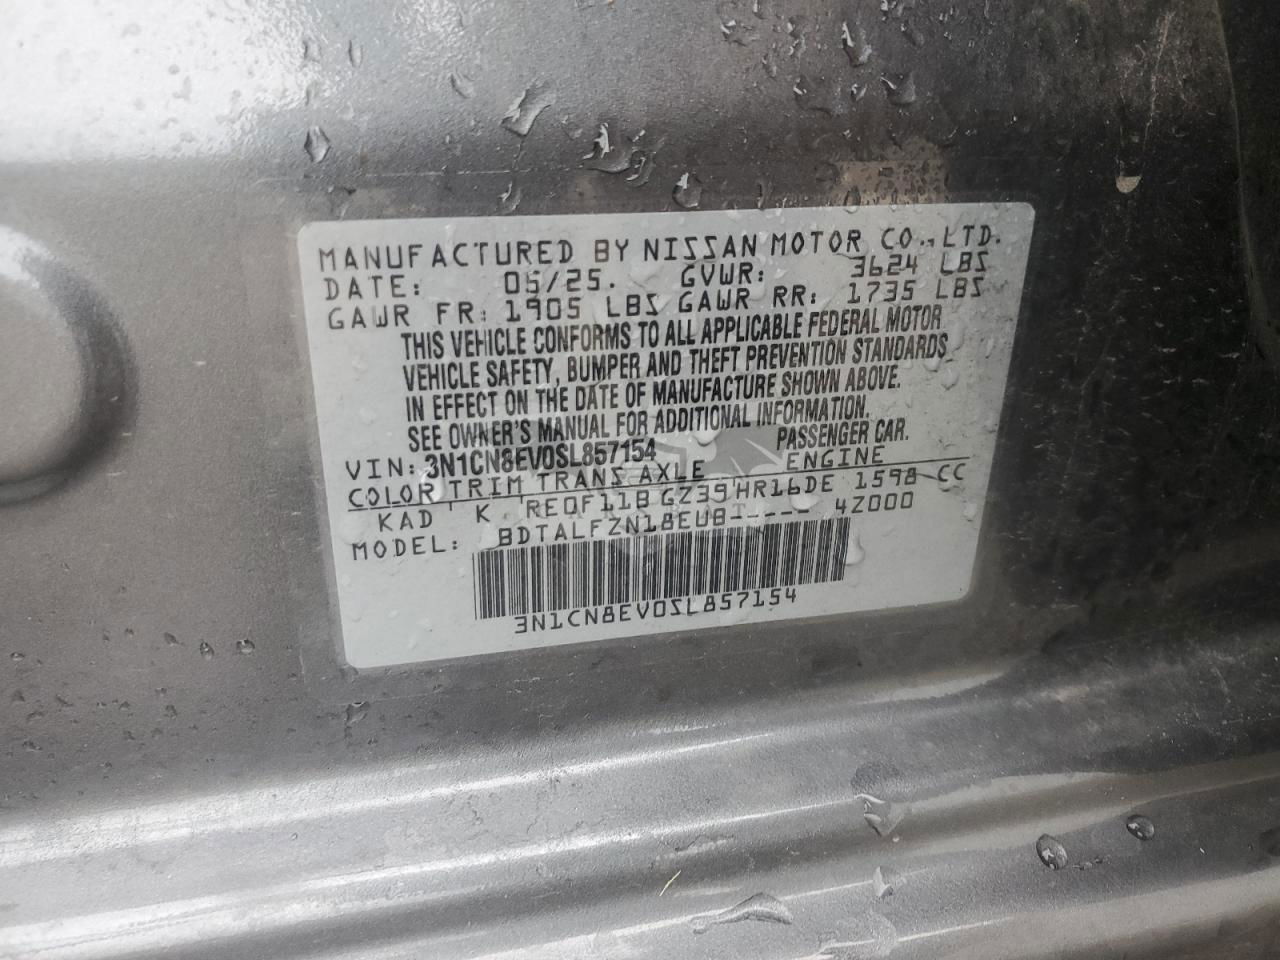 MANUFACTURED BY NISSAN MOTOR CO., LTD.
DATE: 05/25. GVWR: 3624 LBS
GAWR FR: 1905 LBS GAWR RR: 1735 LBS
THIS VEHICLE CONFORMS TO ALL APPLICABLE FEDERAL MOTOR
VEHICLE SAFETY, BUMPER AND THEFT PREVENTION STANDARDS
IN EFFECT ON THE DATE OF MANUFACTURE SHOWN ABOVE.
SEE OWNER'S MANUAL FOR ADDITIONAL INFORMATION.
VIN: 3N1CN8EV0SL857154 PASSENGER CAR.
COLOR TRIM TRANS AXLE ENGINE
KAD K RE0F11B GZ39 HR16DE 1598 CC
MODEL: BDTALFZN18EUB----- 4Z000
3N1CN8EV0SL857154